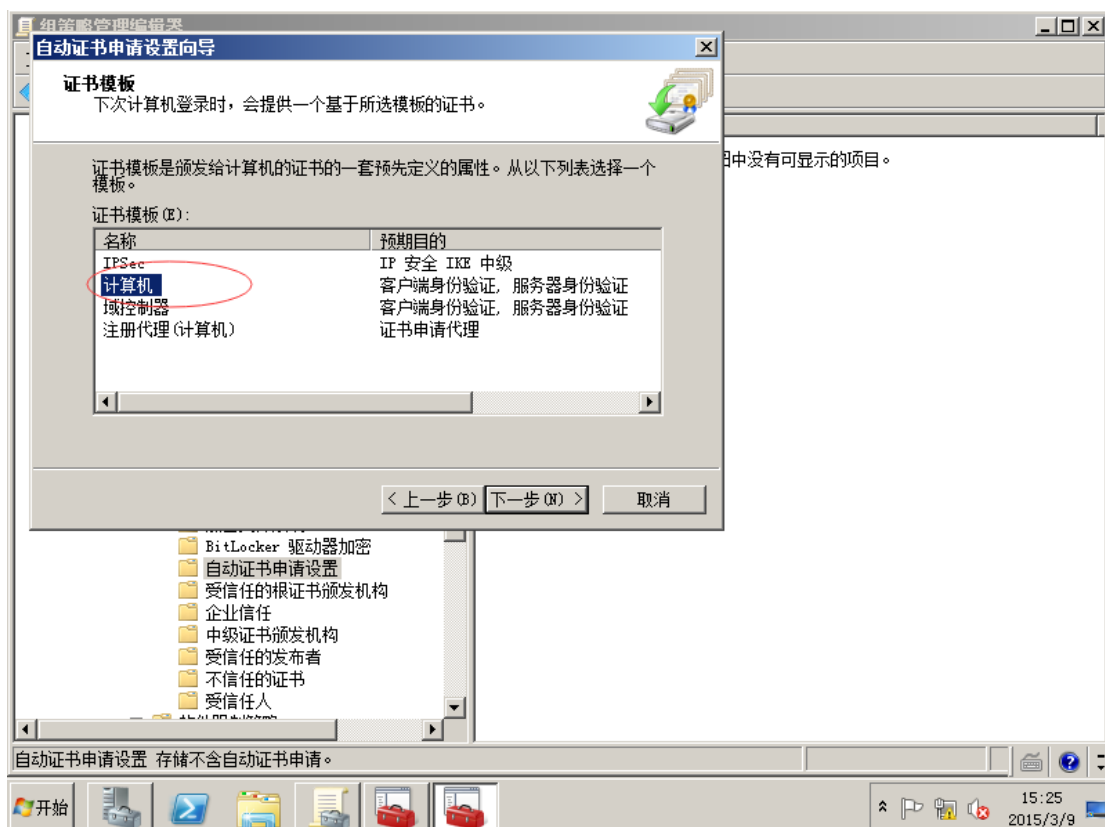 组策略管理编辑器
自动证书申请设置向导
证书模板
下次计算机登录时，会提供一个基于所选模板的证书。
证书模板是颁发给计算机的证书的一套预先定义的属性。从以下列表选择一个
模板。
证书模板(E):
名称 预期目的
IPSec IP 安全 IKE 中级
计算机 客户端身份验证, 服务器身份验证
域控制器 客户端身份验证, 服务器身份验证
注册代理(计算机) 证书申请代理
< 上一步(B) 下一步(N) > 取消
中没有可显示的项目。
BitLocker 驱动器加密
自动证书申请设置
受信任的根证书颁发机构
企业信任
中级证书颁发机构
受信任的发布者
不信任的证书
受信任人
自动证书申请设置 存储不含自动证书申请。
开始
15:25
2015/3/9